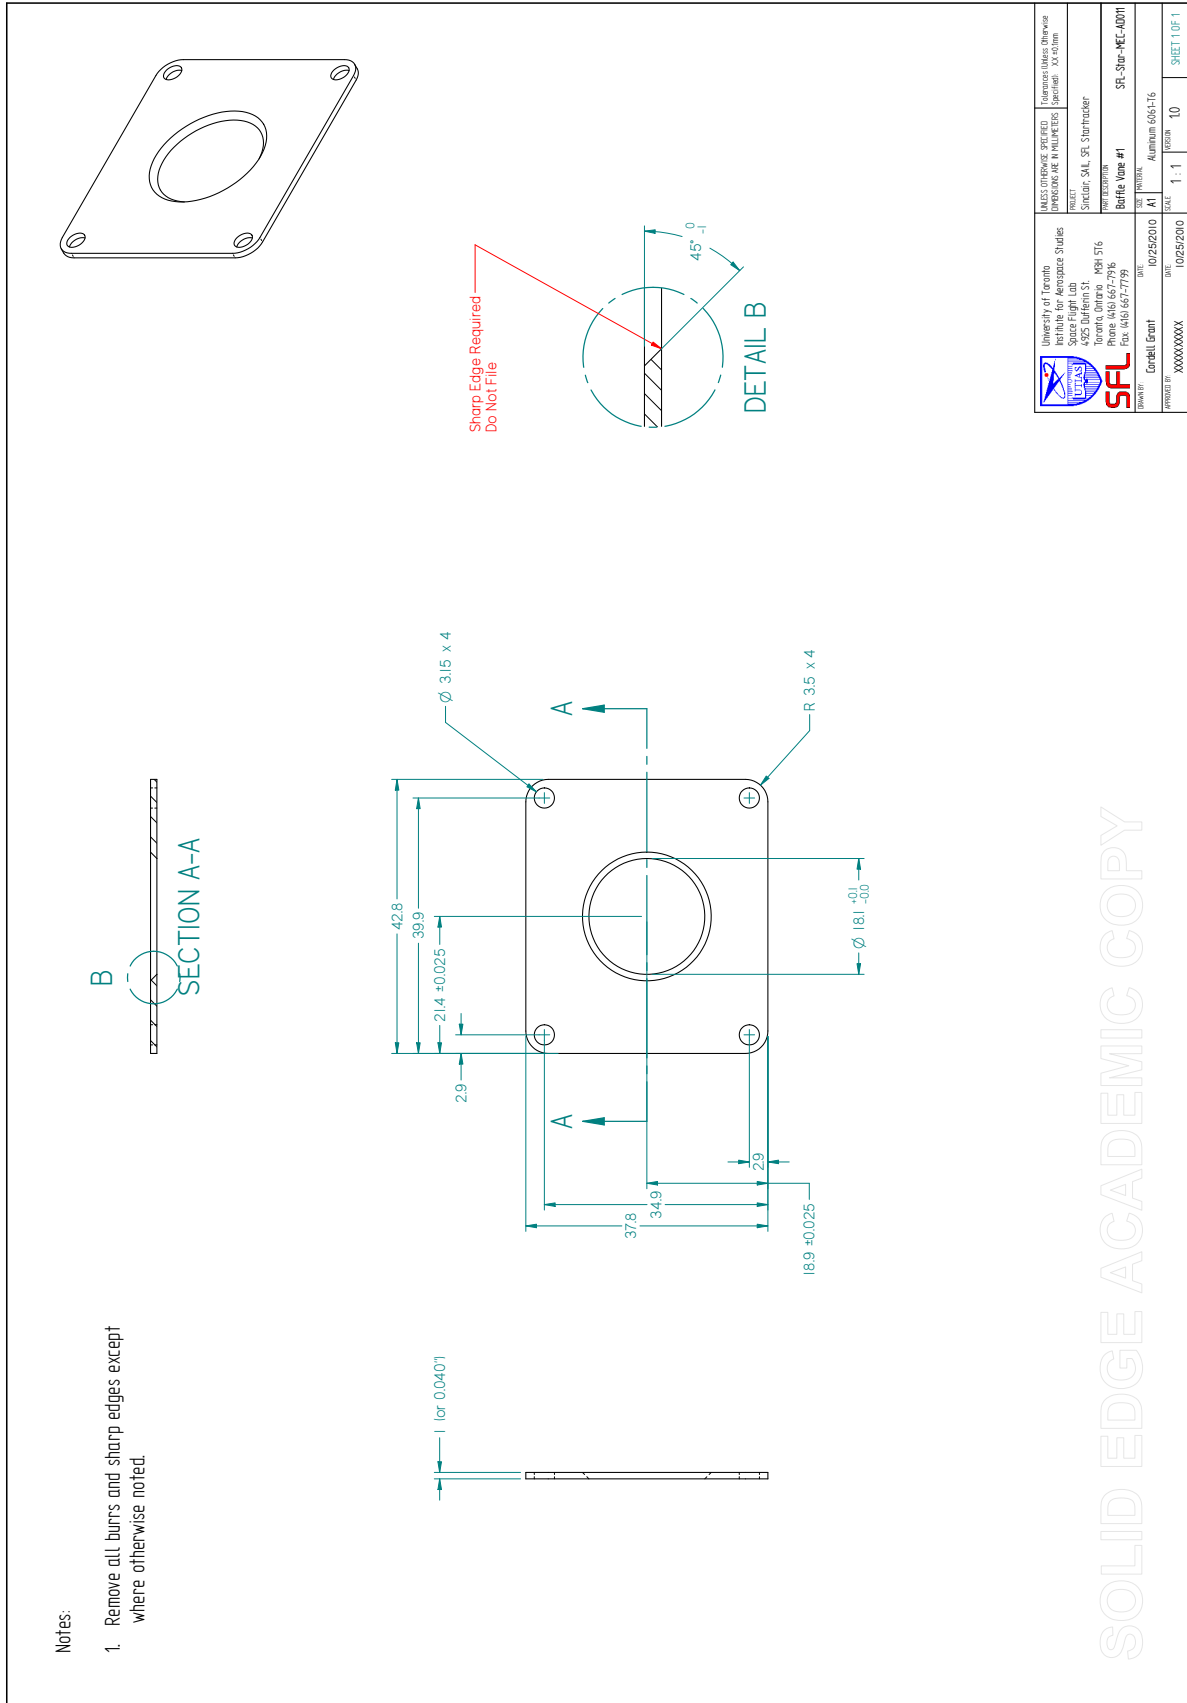 Notes:
1. Remove all burrs and sharp edges except
where otherwise noted.
1 (or 0.040")
B
SECTION A-A
42.8
39.9
21.4 ±0.025
2.9
Ø 3.15 x 4
A
A
R 3.5 x 4
Ø 18.1 +0.1 -0.0
37.8
34.9
2.9
18.9 ±0.025
Sharp Edge Required
Do Not File
45° 0 -1
DETAIL B
SOLID EDGE ACADEMIC COPY
UTIAS
SFL
University of Toronto
Institute for Aerospace Studies
Space Flight Lab
4925 Dufferin St.
Toronto, Ontario M3H 5T6
Phone: (416) 667-7916
Fax: (416) 667-7799
UNLESS OTHERWISE SPECIFIED
DIMENSIONS ARE IN MILLIMETERS
Tolerances (Unless Otherwise
Specified): X.X ±0.1mm
PROJECT
Sinclair, SAIL, SFL Startracker
PART DESCRIPTION
Baffle Vane #1 SFL-Star-MEC-AD011
DRAWN BY: Cordell Grant
DATE: 10/25/2010
SIZE A1
MATERIAL Aluminum 6061-T6
APPROVED BY: XXXXXXXXXX
DATE: 10/25/2010
SCALE 1 : 1
VERSION 1.0
SHEET 1 OF 1